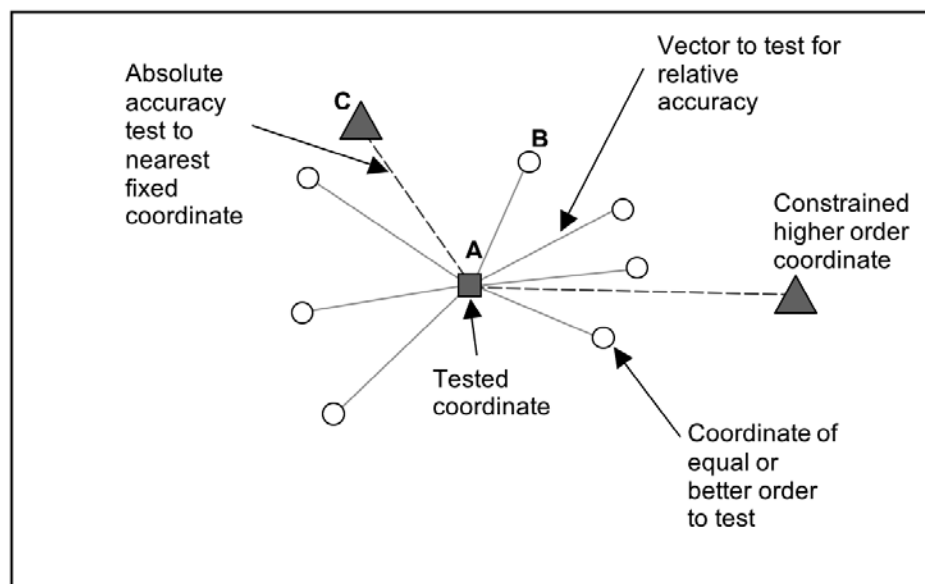 Absolute
accuracy
test to
nearest
fixed
coordinate
C
B
Vector to test for
relative
accuracy
A
Constrained
higher order
coordinate
Tested
coordinate
Coordinate of
equal or
better order
to test